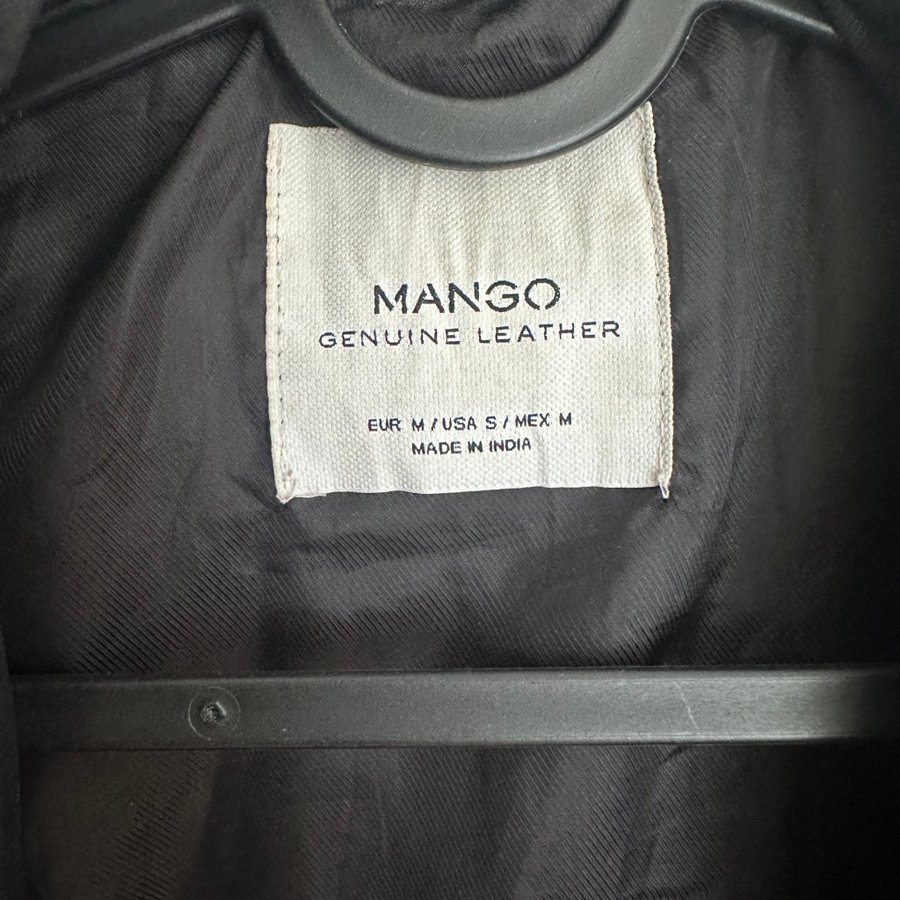 MANGO
GENUINE LEATHER
EUR M / USA S / MEX M
MADE IN INDIA